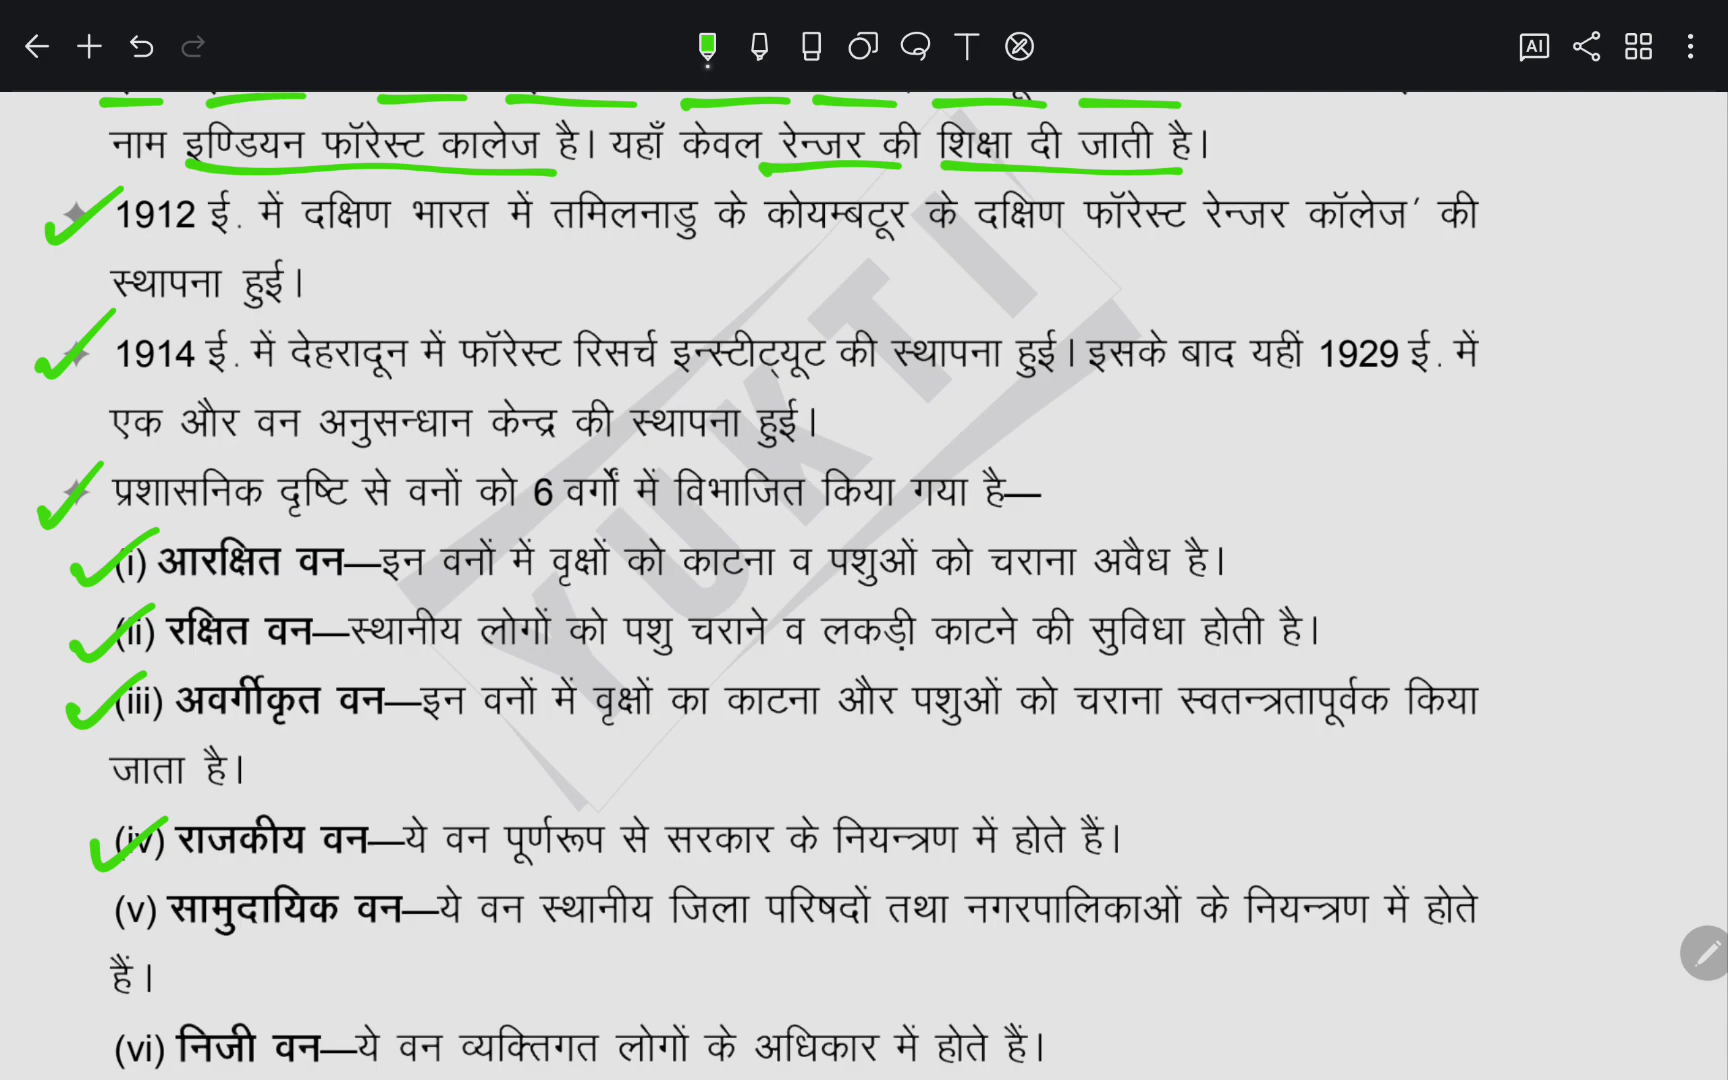 AI
नाम इण्डियन फॉरेस्ट कालेज है। यहाँ केवल रेन्जर की शिक्षा दी जाती है।
1912 ई. में दक्षिण भारत में तमिलनाडु के कोयम्बटूर के दक्षिण फॉरेस्ट रेन्जर कॉलेज’ की
स्थापना हुई।
1914 ई. में देहरादून में फॉरेस्ट रिसर्च इन्स्टीट्यूट की स्थापना हुई। इसके बाद यहीं 1929 ई. में
एक और वन अनुसन्धान केन्द्र की स्थापना हुई।
प्रशासनिक दृष्टि से वनों को 6 वर्गों में विभाजित किया गया है—
(i) आरक्षित वन—इन वनों में वृक्षों को काटना व पशुओं को चराना अवैध है।
(ii) रक्षित वन—स्थानीय लोगों को पशु चराने व लकड़ी काटने की सुविधा होती है।
(iii) अवर्गीकृत वन—इन वनों में वृक्षों का काटना और पशुओं को चराना स्वतन्त्रतापूर्वक किया
जाता है।
(iv) राजकीय वन—ये वन पूर्णरूप से सरकार के नियन्त्रण में होते हैं।
(v) सामुदायिक वन—ये वन स्थानीय जिला परिषदों तथा नगरपालिकाओं के नियन्त्रण में होते
हैं।
(vi) निजी वन—ये वन व्यक्तिगत लोगों के अधिकार में होते हैं।
YUKTI